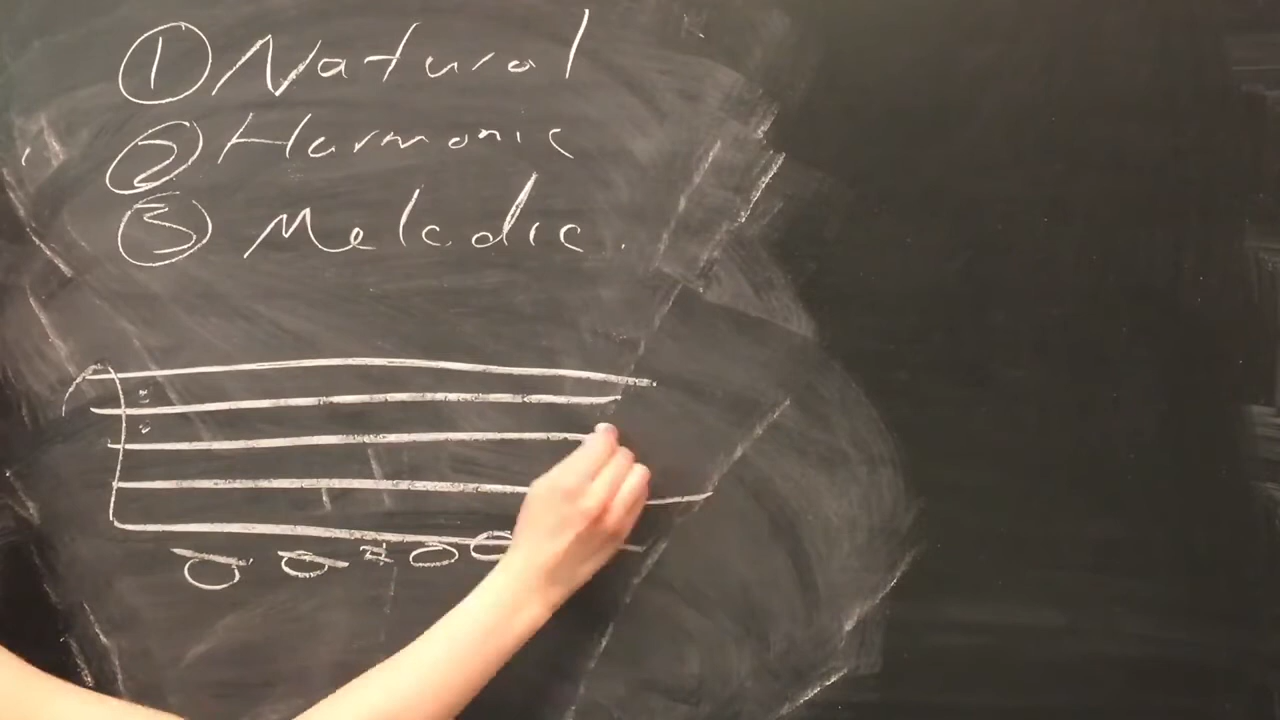 ① Natural
② Harmonic
③ Melodic.